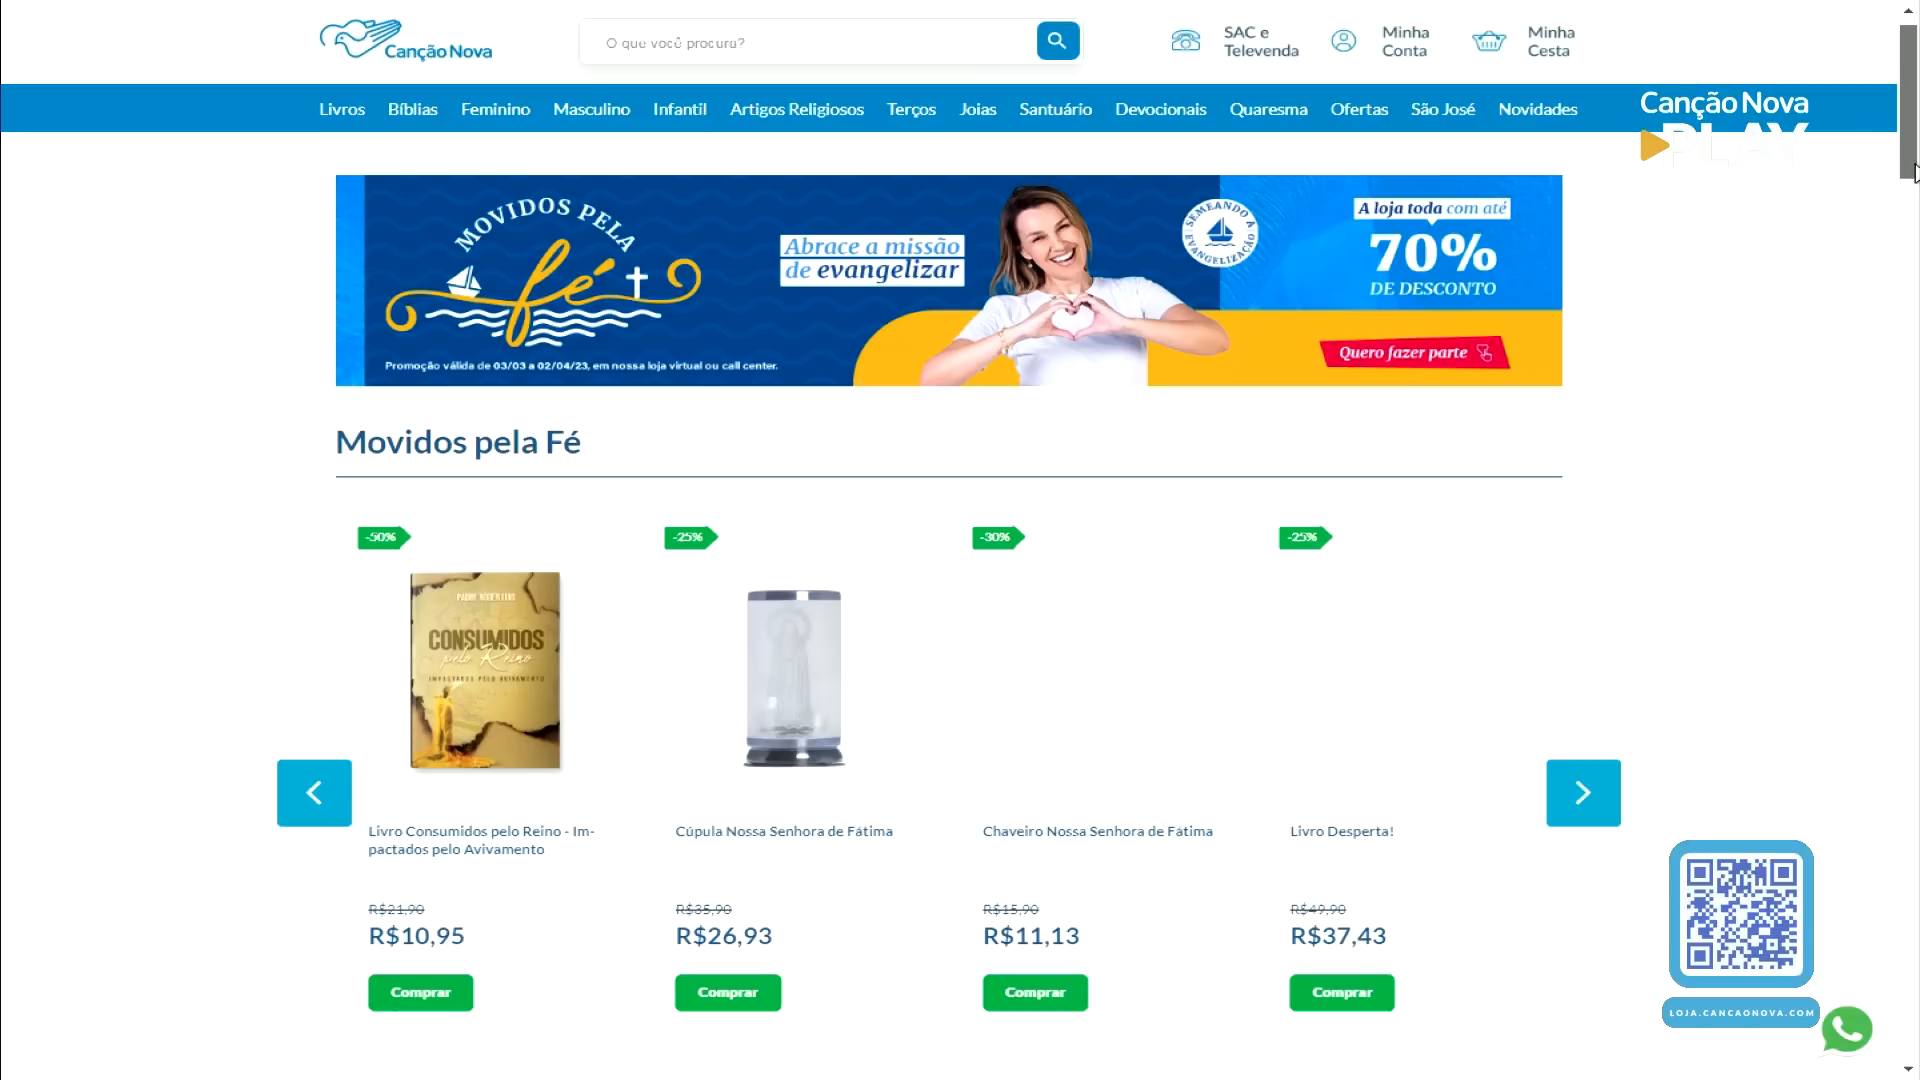 Canção Nova
O que você procura?
SAC e
Televenda
Minha
Conta
Minha
Cesta
Livros Bíblias Feminino Masculino Infantil Artigos Religiosos Terços Joias Santuário Devocionais Quaresma Ofertas São José Novidades
Canção Nova
PLAY
MOVIDOS PELA
fé
Promoção válida de 03/03 a 02/04/23, em nossa loja virtual ou call center.
Abrace a missão
de evangelizar
SEMEANDO A EVANGELIZAÇÃO
A loja toda com até
70%
DE DESCONTO
Quero fazer parte
Movidos pela Fé
-50%
-25%
-30%
-25%
CONSUMIDOS
pelo Reino
IMPACTADOS PELO AVIVAMENTO
Livro Consumidos pelo Reino - Im-
pactados pelo Avivamento
R$21,90
R$10,95
Comprar
Cúpula Nossa Senhora de Fátima
R$35,90
R$26,93
Comprar
Chaveiro Nossa Senhora de Fátima
R$15,90
R$11,13
Comprar
Livro Desperta!
R$49,90
R$37,43
Comprar
LOJA.CANCAONOVA.COM